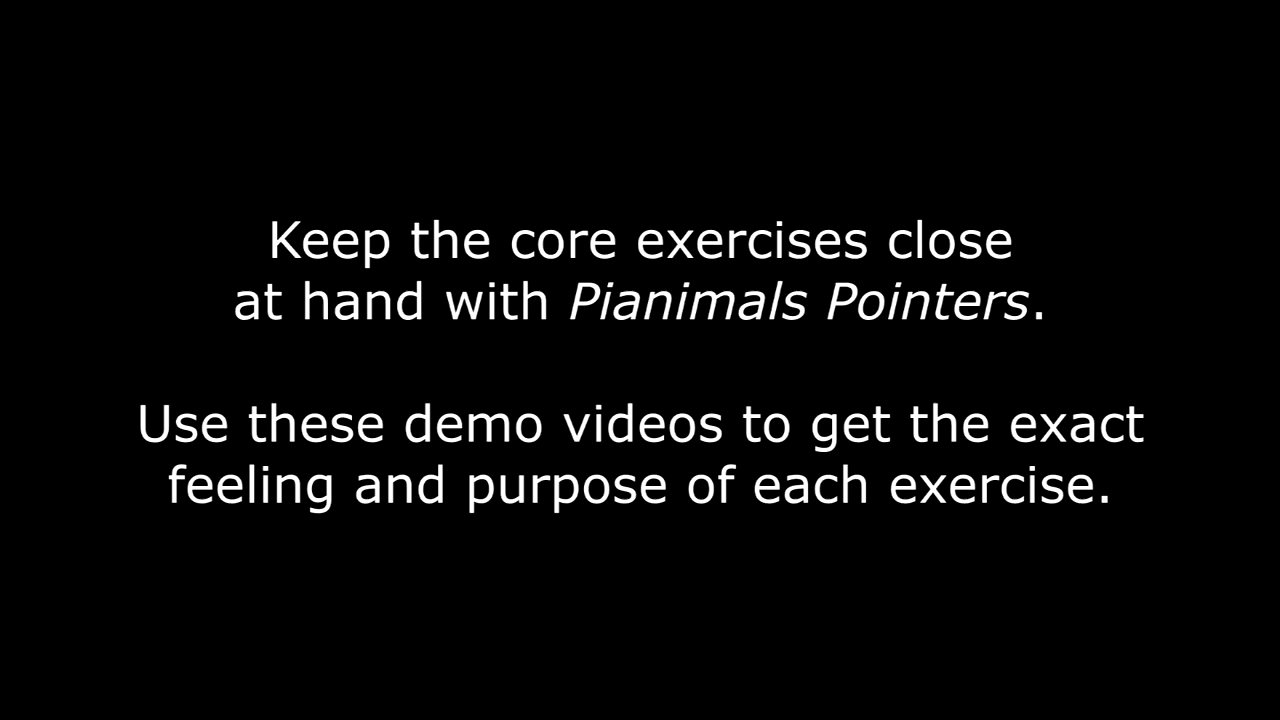 Keep the core exercises close
at hand with Pianimals Pointers.
Use these demo videos to get the exact
feeling and purpose of each exercise.